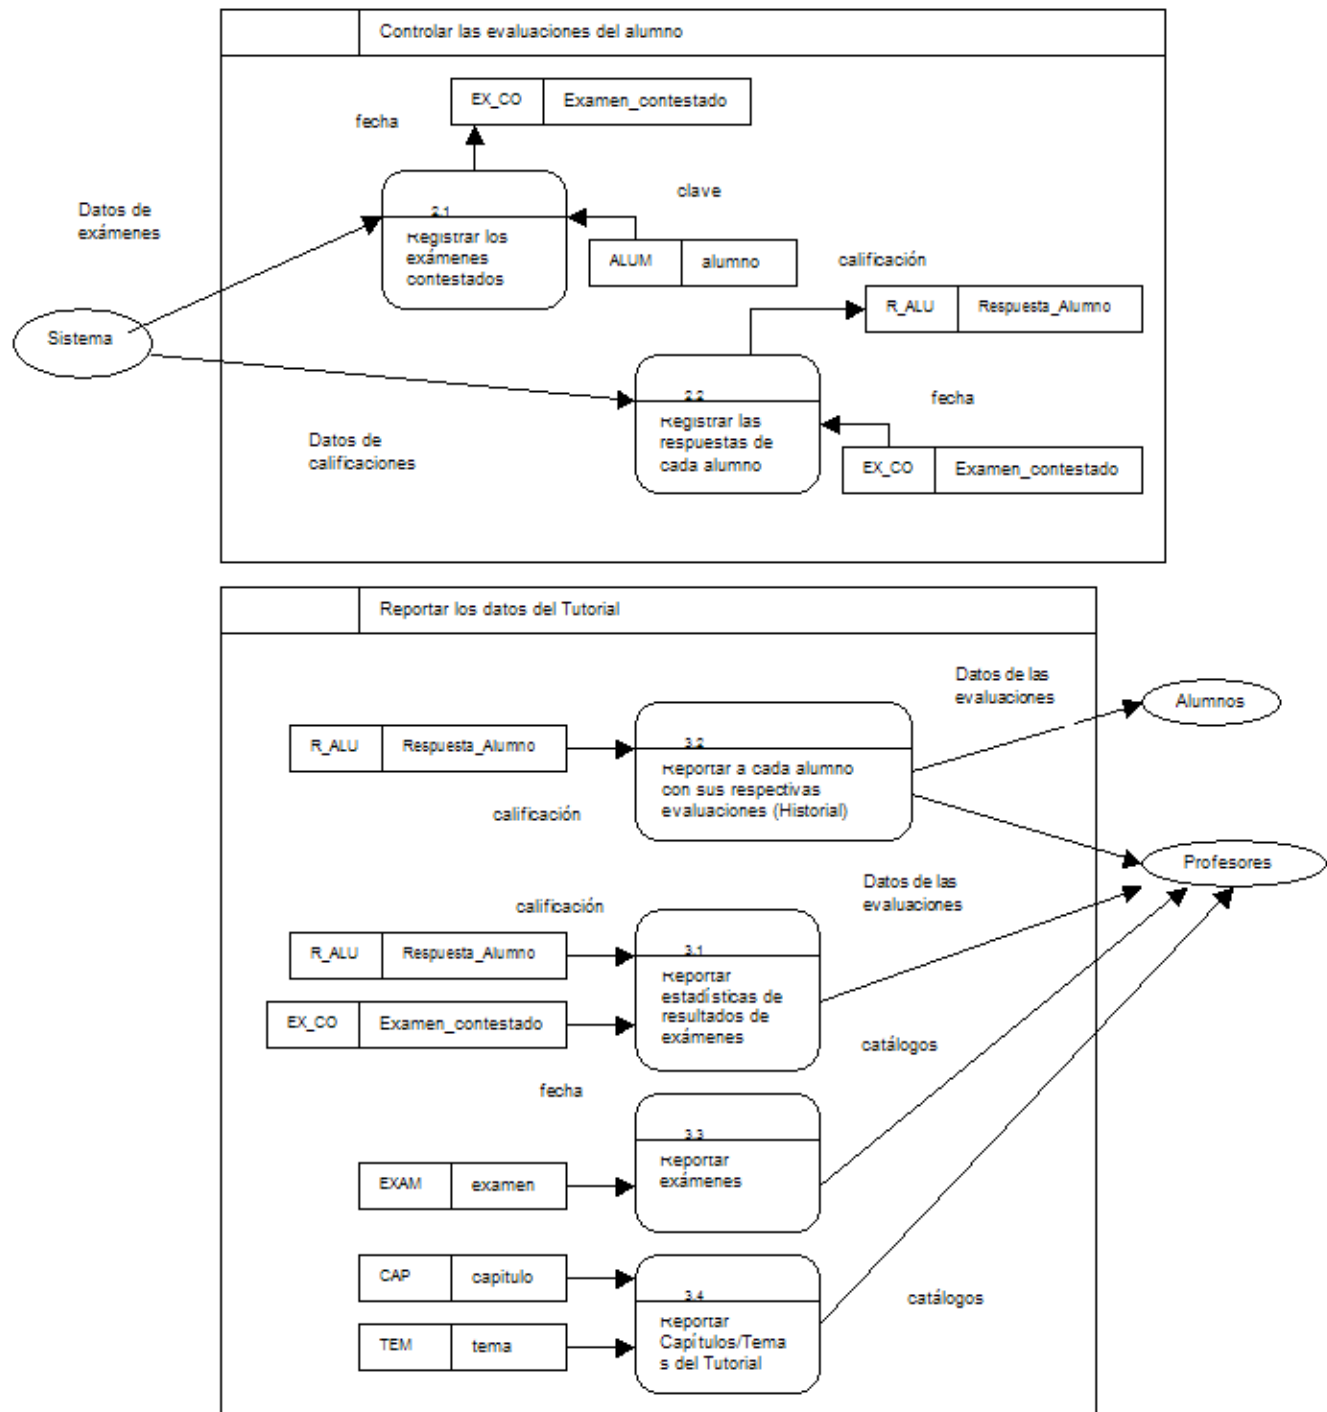 Controlar las evaluaciones del alumno
EX_CO
Examen_contestado
fecha
clave
Datos de
exámenes
2.1
Registrar los
exámenes
contestados
ALUM
alumno
calificación
R_ALU
Respuesta_Alumno
Sistema
2.2
Registrar las
respuestas de
cada alumno
fecha
Datos de
calificaciones
EX_CO
Examen_contestado
Reportar los datos del Tutorial
Datos de las
evaluaciones
Alumnos
R_ALU
Respuesta_Alumno
3.2
Reportar a cada alumno
con sus respectivas
evaluaciones (Historial)
calificación
Profesores
Datos de las
evaluaciones
calificación
R_ALU
Respuesta_Alumno
3.1
Reportar
estadísticas de
resultados de
exámenes
EX_CO
Examen_contestado
catálogos
fecha
3.3
Reportar
exámenes
EXAM
examen
CAP
capitulo
3.4
Reportar
Capítulos/Tema
s del Tutorial
catálogos
TEM
tema